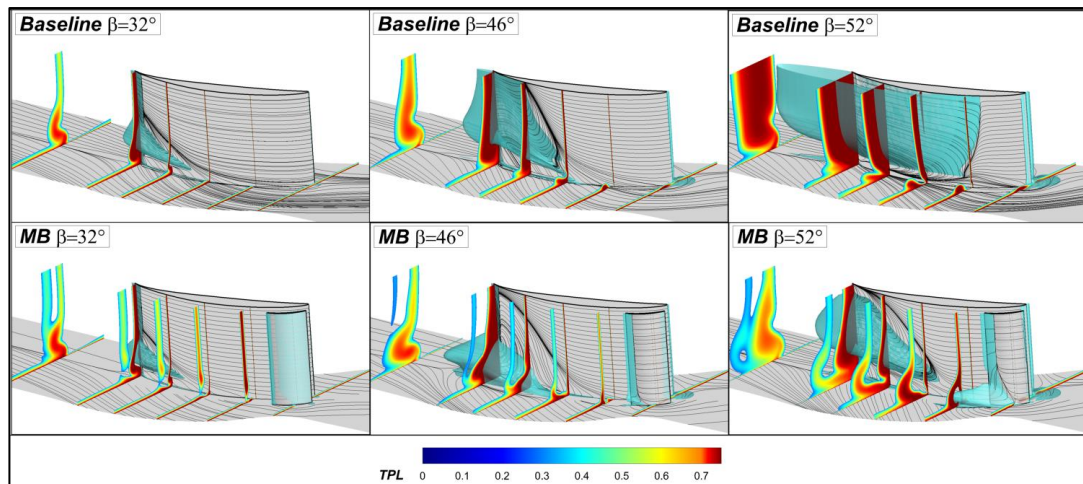 Baseline β=32°
Baseline β=46°
Baseline β=52°
MB β=32°
MB β=46°
MB β=52°
TPL 0 0.1 0.2 0.3 0.4 0.5 0.6 0.7